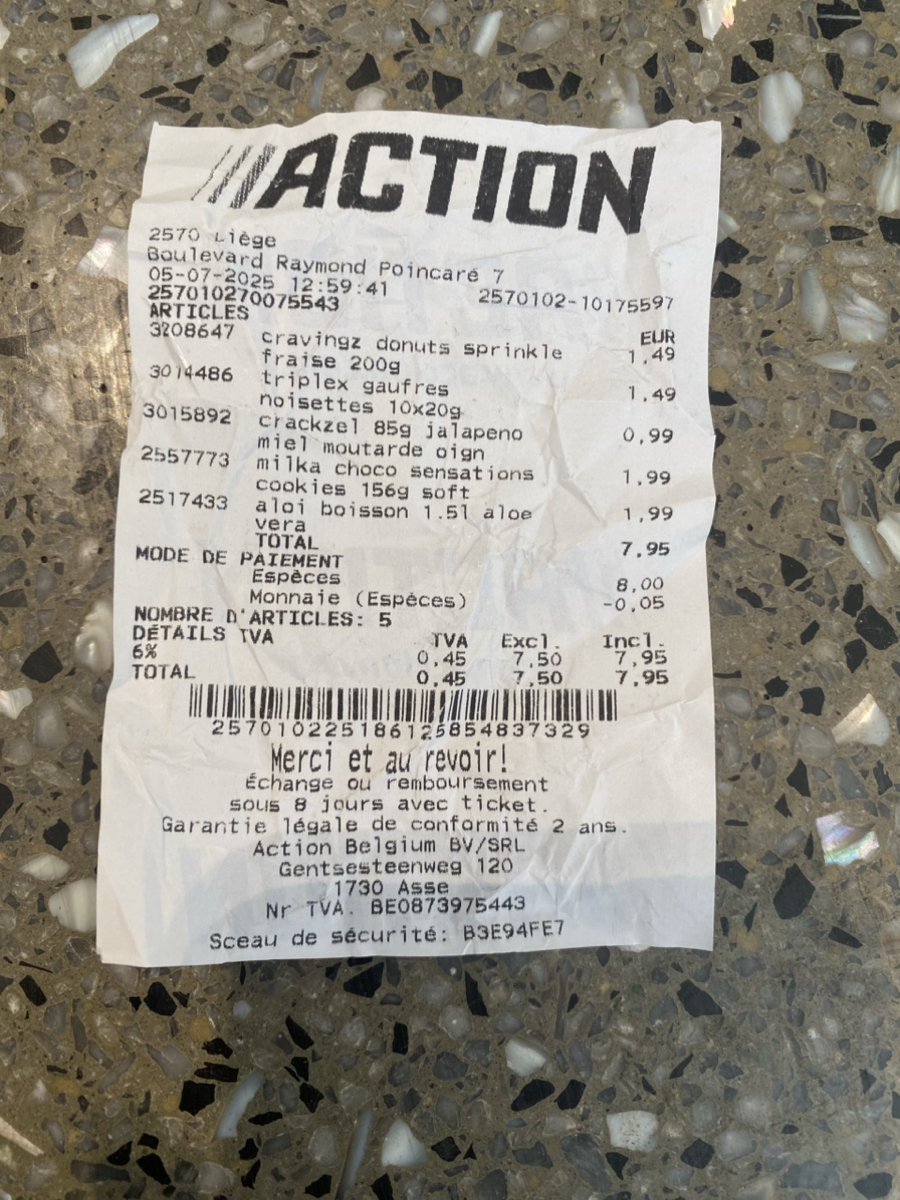 ACTION
2570 Liège
Boulevard Raymond Poincaré 7
05-07-2025 12:59:41 2570102-10175597
257010270075543
ARTICLES EUR
3208647 cravingz donuts sprinkle 1,49
fraise 200g
3014486 triplex gaufres 1,49
noisettes 10x20g
3015892 crackzel 85g jalapeno 0,99
miel moutarde oign
2557773 milka choco sensations 1,99
cookies 156g soft
2517433 aloi boisson 1.5l aloe 1,99
vera
TOTAL 7,95
MODE DE PAIEMENT
Espèces 8,00
Monnaie (Espèces) -0,05
NOMBRE D'ARTICLES: 5
DÉTAILS TVA TVA Excl. Incl.
6% 0,45 7,50 7,95
TOTAL 0,45 7,50 7,95
257010225186125854837329
Merci et au revoir!
Échange ou remboursement
sous 8 jours avec ticket.
Garantie légale de conformité 2 ans.
Action Belgium BV/SRL
Gentsesteenweg 120
1730 Asse
Nr TVA. BE0873975443
Sceau de sécurité: B3E94FE7